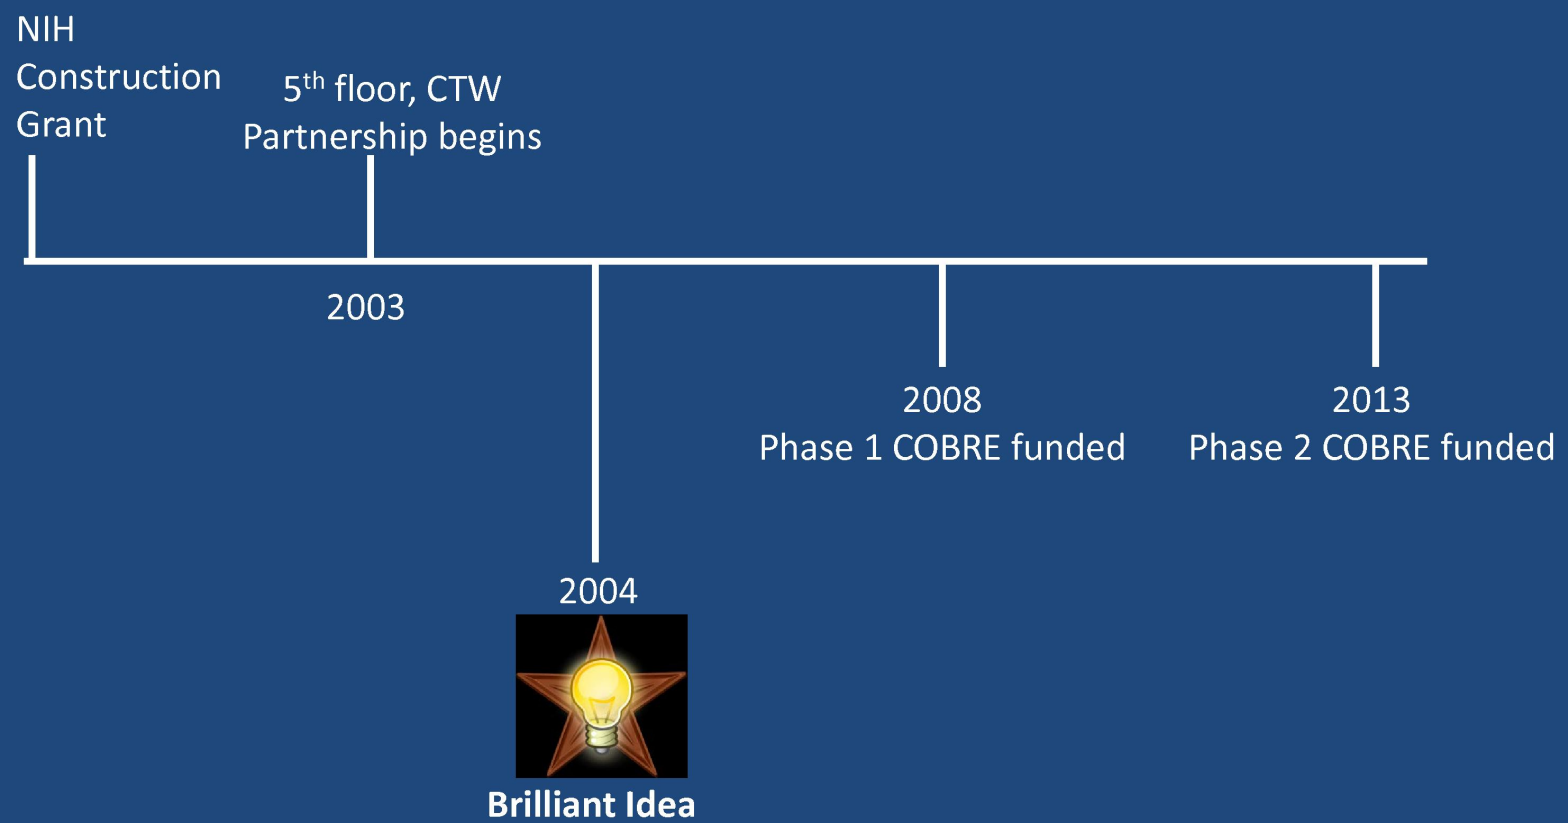 NIH
Construction
Grant
5th floor, CTW
Partnership begins
2003
2004
Brilliant Idea
2008
Phase 1 COBRE funded
2013
Phase 2 COBRE funded